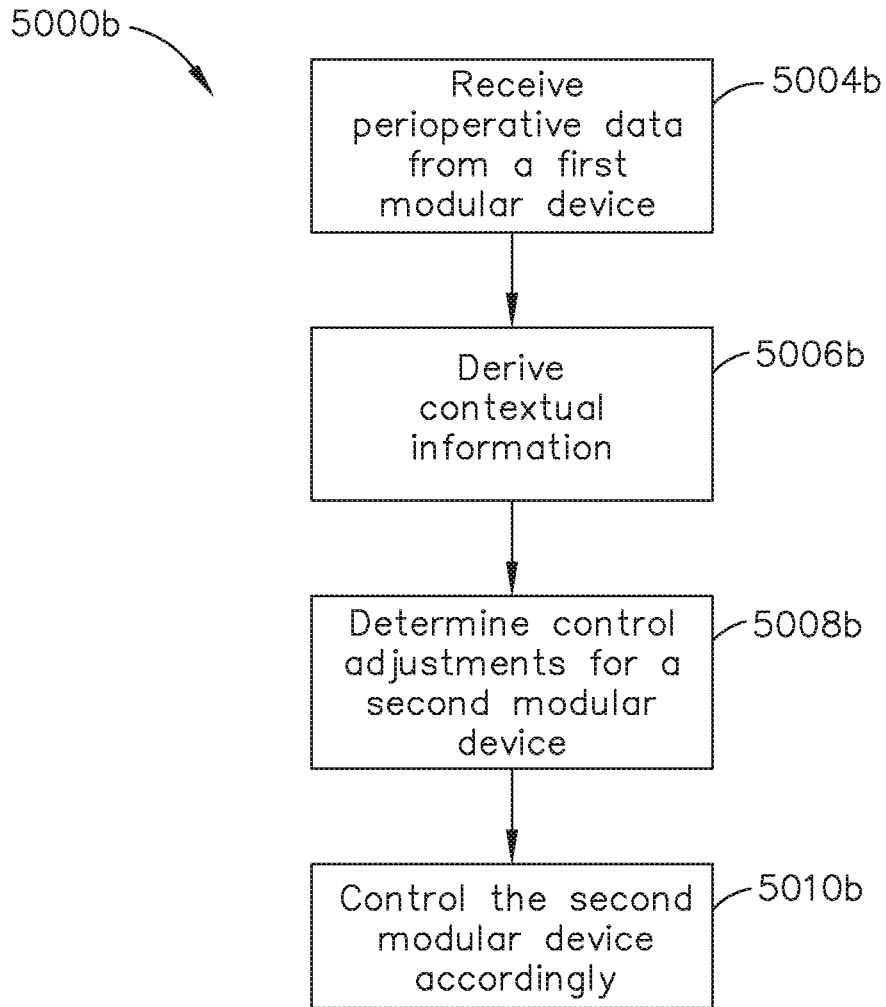 5000b
Receive
perioperative data
from a first
modular device
5004b
Derive
contextual
information
5006b
Determine control
adjustments for a
second modular
device
5008b
Control the second
modular device
accordingly
5010b